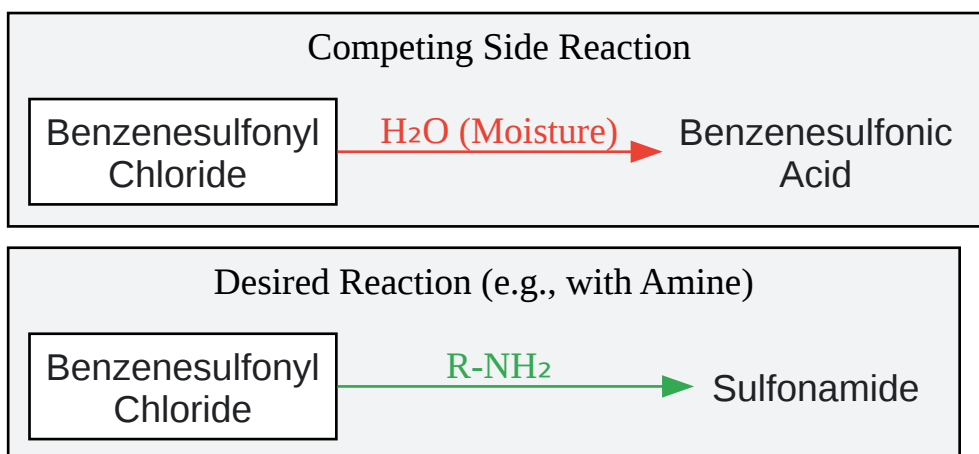 Competing Side Reaction
Benzenesulfonyl
Chloride
H₂O (Moisture)
Benzenesulfonic
Acid
Desired Reaction (e.g., with Amine)
Benzenesulfonyl
Chloride
R-NH₂
Sulfonamide